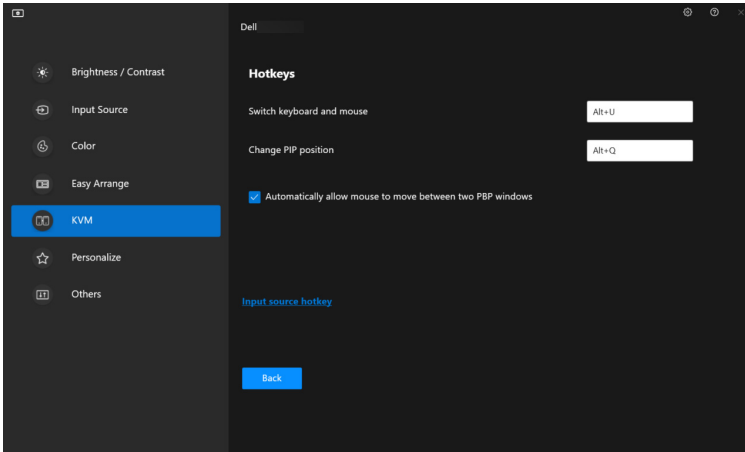 Dell
Brightness / Contrast
Input Source
Color
Easy Arrange
KVM
Personalize
Others
Hotkeys
Switch keyboard and mouse
Alt+U
Change PIP position
Alt+Q
Automatically allow mouse to move between two PBP windows
Input source hotkey
Back